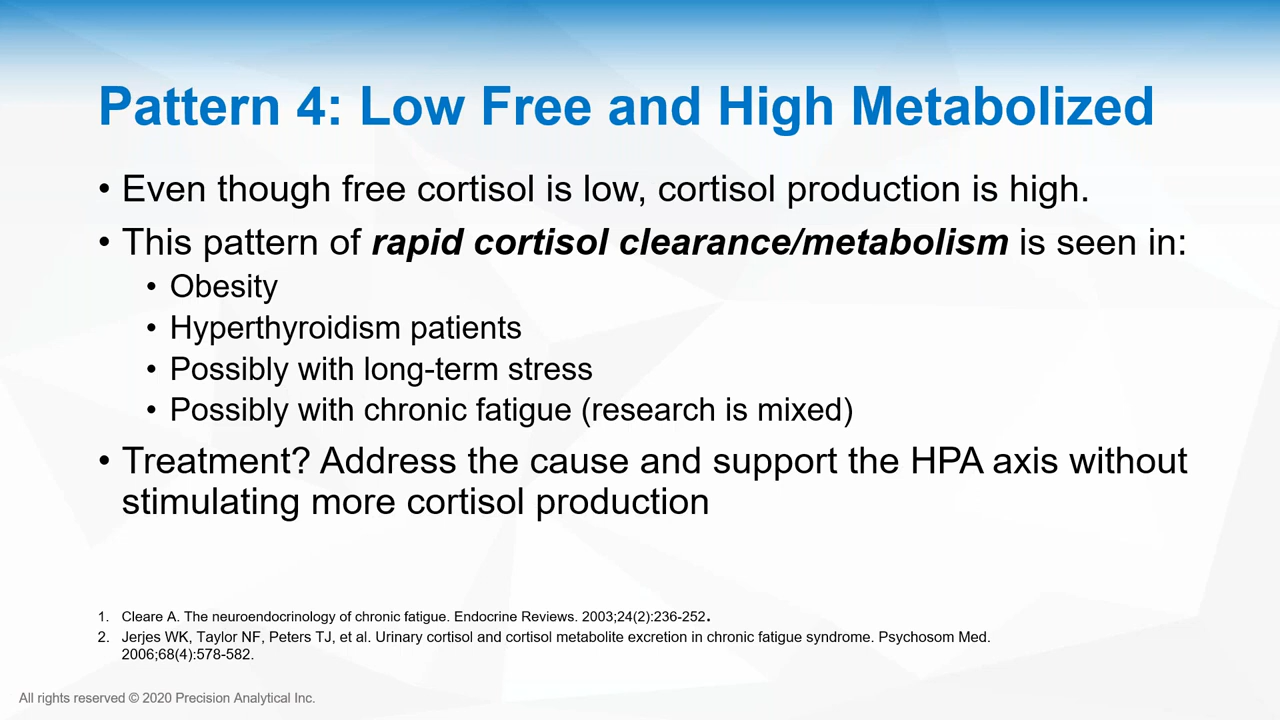 Pattern 4: Low Free and High Metabolized
• Even though free cortisol is low, cortisol production is high.
• This pattern of rapid cortisol clearance/metabolism is seen in:
• Obesity
• Hyperthyroidism patients
• Possibly with long-term stress
• Possibly with chronic fatigue (research is mixed)
• Treatment? Address the cause and support the HPA axis without
stimulating more cortisol production
1. Cleare A. The neuroendocrinology of chronic fatigue. Endocrine Reviews. 2003;24(2):236-252.
2. Jerjes WK, Taylor NF, Peters TJ, et al. Urinary cortisol and cortisol metabolite excretion in chronic fatigue syndrome. Psychosom Med.
2006;68(4):578-582.
All rights reserved © 2020 Precision Analytical Inc.